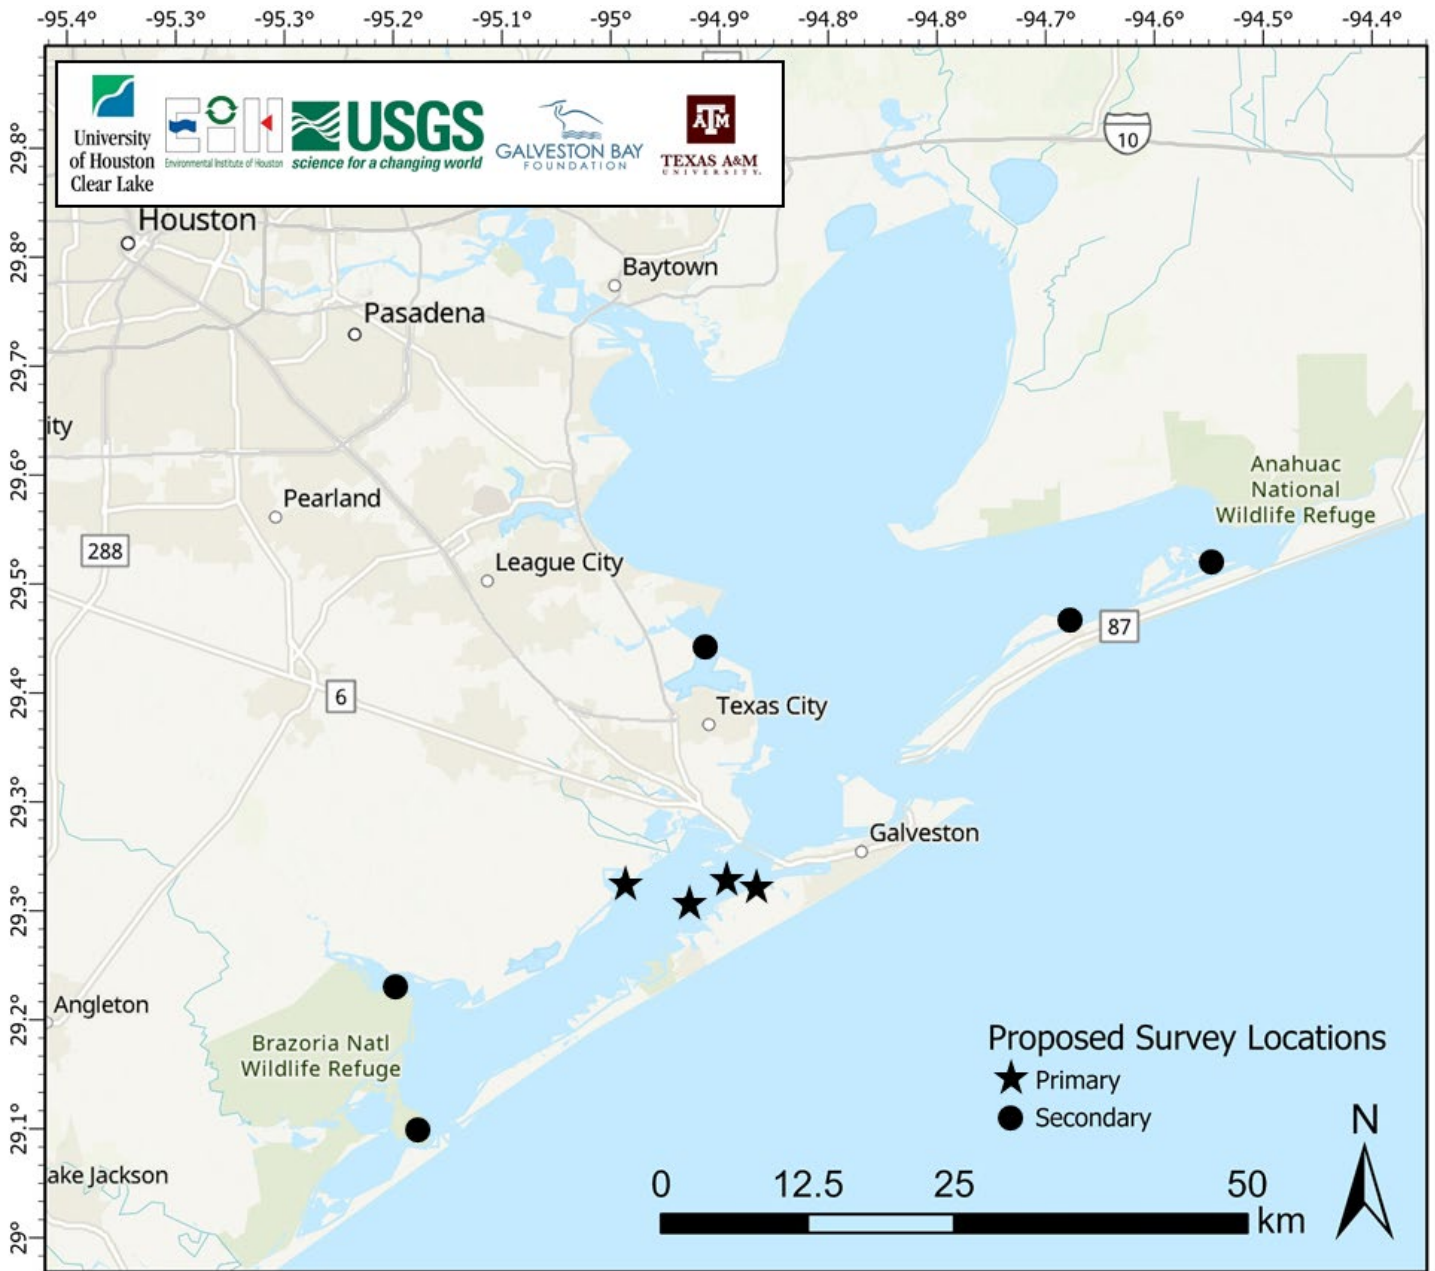 -95.4° -95.3° -95.3° -95.2° -95.1° -95° -94.9° -94.8° -94.8° -94.7° -94.6° -94.5° -94.4°
University
of Houston
Clear Lake
EIH
Environmental Institute of Houston
USGS
science for a changing world
GALVESTON BAY
FOUNDATION
ATM
TEXAS A&M
UNIVERSITY.
10
29.8°
Houston
29.8°
Baytown
Pasadena
29.7°
ity
29.6°
Anahuac
National
Wildlife Refuge
Pearland
288
League City
29.5°
87
6
29.4°
Texas City
29.3°
Galveston
29.3°
Angleton
29.2°
Brazoria Natl
Wildlife Refuge
Proposed Survey Locations
Primary
Secondary
29.1°
N
ake Jackson
0 12.5 25 50
km
29°